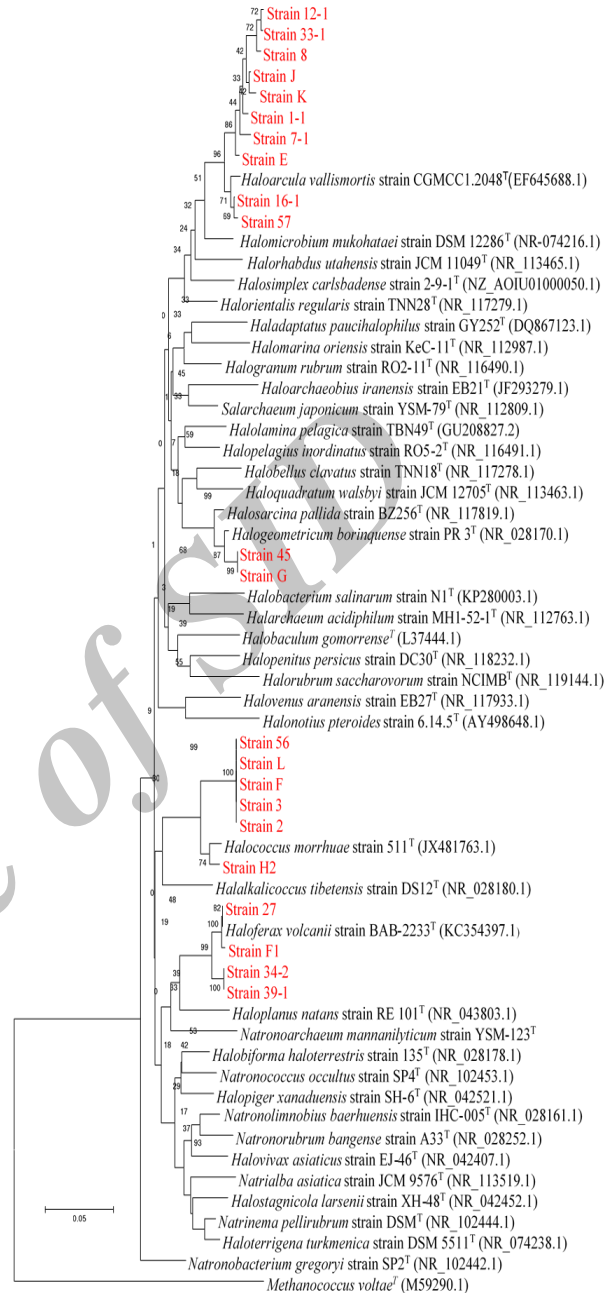 Strain 12-1
Strain 33-1
Strain 8
Strain J
Strain K
Strain 1-1
Strain 7-1
Strain E
Haloarcula vallismortis strain CGMCC1.2048ᵀ(EF645688.1)
Strain 16-1
Strain 57
Halomicrobium mukohataei strain DSM 12286ᵀ (NR-074216.1)
Halorhabdus utahensis strain JCM 11049ᵀ (NR_113465.1)
Halosimplex carlsbadense strain 2-9-1ᵀ (NZ_AOIU01000050.1)
Halorientalis regularis strain TNN28ᵀ (NR_117279.1)
Haladaptatus paucihalophilus strain GY252ᵀ (DQ867123.1)
Halomarina oriensis strain KeC-11ᵀ (NR_112987.1)
Halogranum rubrum strain RO2-11ᵀ (NR_116490.1)
Haloarchaeobius iranensis strain EB21ᵀ (JF293279.1)
Salarchaeum japonicum strain YSM-79ᵀ (NR_112809.1)
Halolamina pelagica strain TBN49ᵀ (GU208827.2)
Halopelagius inordinatus strain RO5-2ᵀ (NR_116491.1)
Halobellus clavatus strain TNN18ᵀ (NR_117278.1)
Haloquadratum walsbyi strain JCM 12705ᵀ (NR_113463.1)
Halosarcina pallida strain BZ256ᵀ (NR_117819.1)
Halogeometricum borinquense strain PR 3ᵀ (NR_028170.1)
Strain 45
Strain G
Halobacterium salinarum strain N1ᵀ (KP280003.1)
Halarchaeum acidiphilum strain MH1-52-1ᵀ (NR_112763.1)
Halobaculum gomorrenseᵀ (L37444.1)
Halopenitus persicus strain DC30ᵀ (NR_118232.1)
Halorubrum saccharovorum strain NCIMBᵀ (NR_119144.1)
Halovenus aranensis strain EB27ᵀ (NR_117933.1)
Halonotius pteroides strain 6.14.5ᵀ (AY498648.1)
Strain 56
Strain L
Strain F
Strain 3
Strain 2
Halococcus morrhuae strain 511ᵀ (JX481763.1)
Strain H2
Halalkalicoccus tibetensis strain DS12ᵀ (NR_028180.1)
Strain 27
Haloferax volcanii strain BAB-2233ᵀ (KC354397.1)
Strain F1
Strain 34-2
Strain 39-1
Haloplanus natans strain RE 101ᵀ (NR_043803.1)
Natronoarchaeum mannanilyticum strain YSM-123ᵀ
Halobiforma haloterrestris strain 135ᵀ (NR_028178.1)
Natronococcus occultus strain SP4ᵀ (NR_102453.1)
Halopiger xanaduensis strain SH-6ᵀ (NR_042521.1)
Natronolimnobius baerhuensis strain IHC-005ᵀ (NR_028161.1)
Natronorubrum bangense strain A33ᵀ (NR_028252.1)
Halovivax asiaticus strain EJ-46ᵀ (NR_042407.1)
Natrialba asiatica strain JCM 9576ᵀ (NR_113519.1)
Halostagnicola larsenii strain XH-48ᵀ (NR_042452.1)
Natrinema pellirubrum strain DSMᵀ (NR_102444.1)
Haloterrigena turkmenica strain DSM 5511ᵀ (NR_074238.1)
Natronobacterium gregoryi strain SP2ᵀ (NR_102442.1)
Methanococcus voltaeᵀ (M59290.1)
0.05
72
72
42
33
44
86
96
51
71
69
32
24
34
33
33
0
6
45
33
1
59
7
0
18
99
68
87
99
1
3
19
39
55
9
99
100
60
74
0
48
82
100
19
99
39
33
100
0
53
18
42
29
17
37
93
of SID